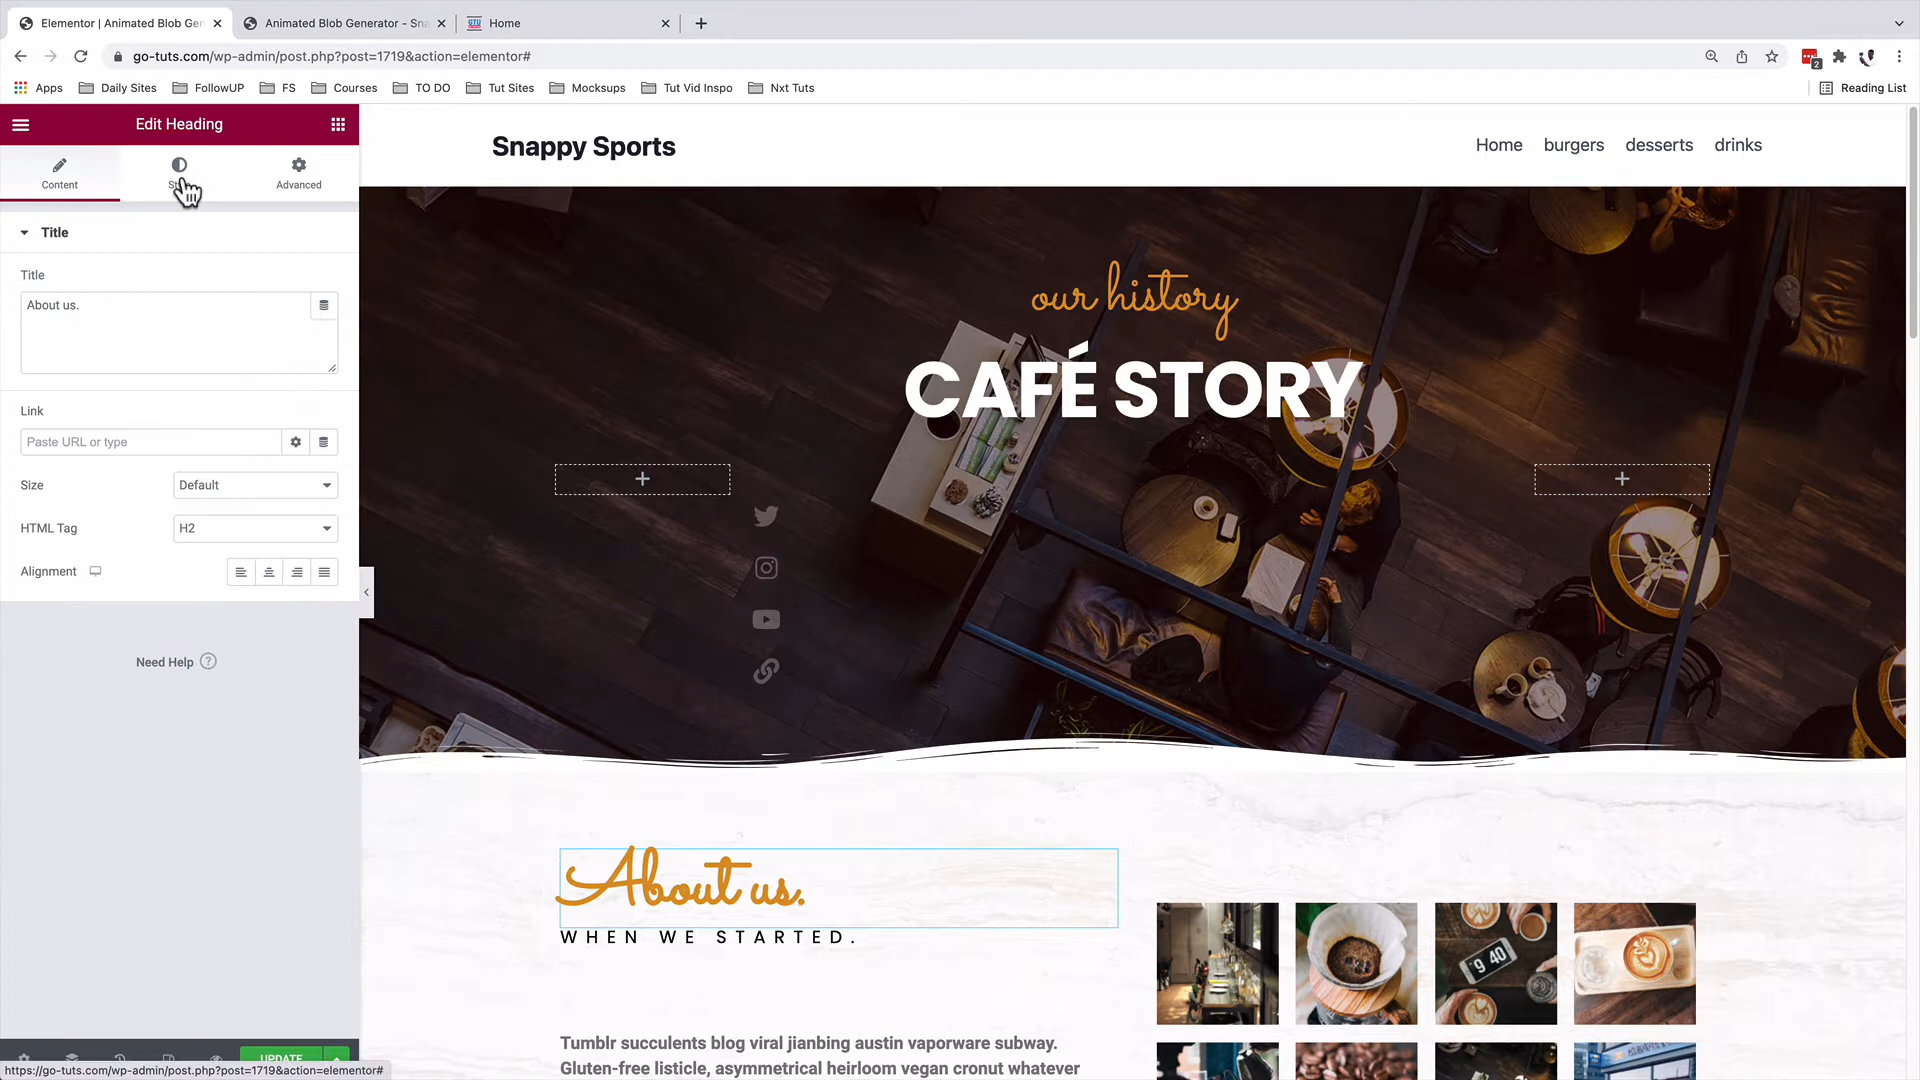 Elementor | Animated Blob Gen
Animated Blob Generator - Sna
GTU Home
go-tuts.com/wp-admin/post.php?post=1719&action=elementor#
2
Apps
Daily Sites
FollowUP
FS
Courses
TO DO
Tut Sites
Mocksups
Tut Vid Inspo
Nxt Tuts
Reading List
Edit Heading
Content
Advanced
Title
Title
About us.
Link
Paste URL or type
Size
Default
HTML Tag
H2
Alignment
Need Help ?
UPDATE
https://go-tuts.com/wp-admin/post.php?post=1719&action=elementor#
Snappy Sports
Home
burgers
desserts
drinks
our history
CAFÉ STORY
About us.
WHEN WE STARTED.
Tumblr succulents blog viral jianbing austin vaporware subway.
Gluten-free listicle, asymmetrical heirloom vegan cronut whatever
9 40